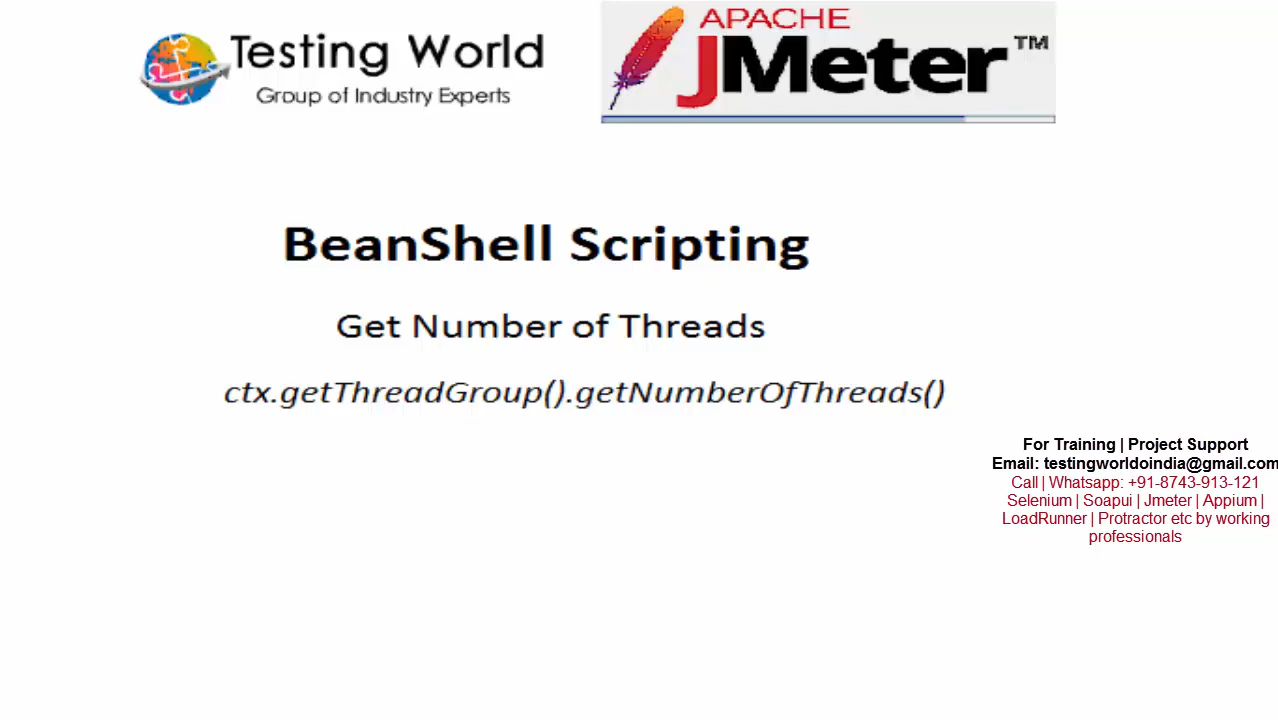 Testing World
Group of Industry Experts
APACHE
JMeter™
BeanShell Scripting
Get Number of Threads
ctx.getThreadGroup().getNumberOfThreads()
For Training | Project Support
Email: testingworldoindia@gmail.com
Call | Whatsapp: +91-8743-913-121
Selenium | Soapui | Jmeter | Appium |
LoadRunner | Protractor etc by working
professionals